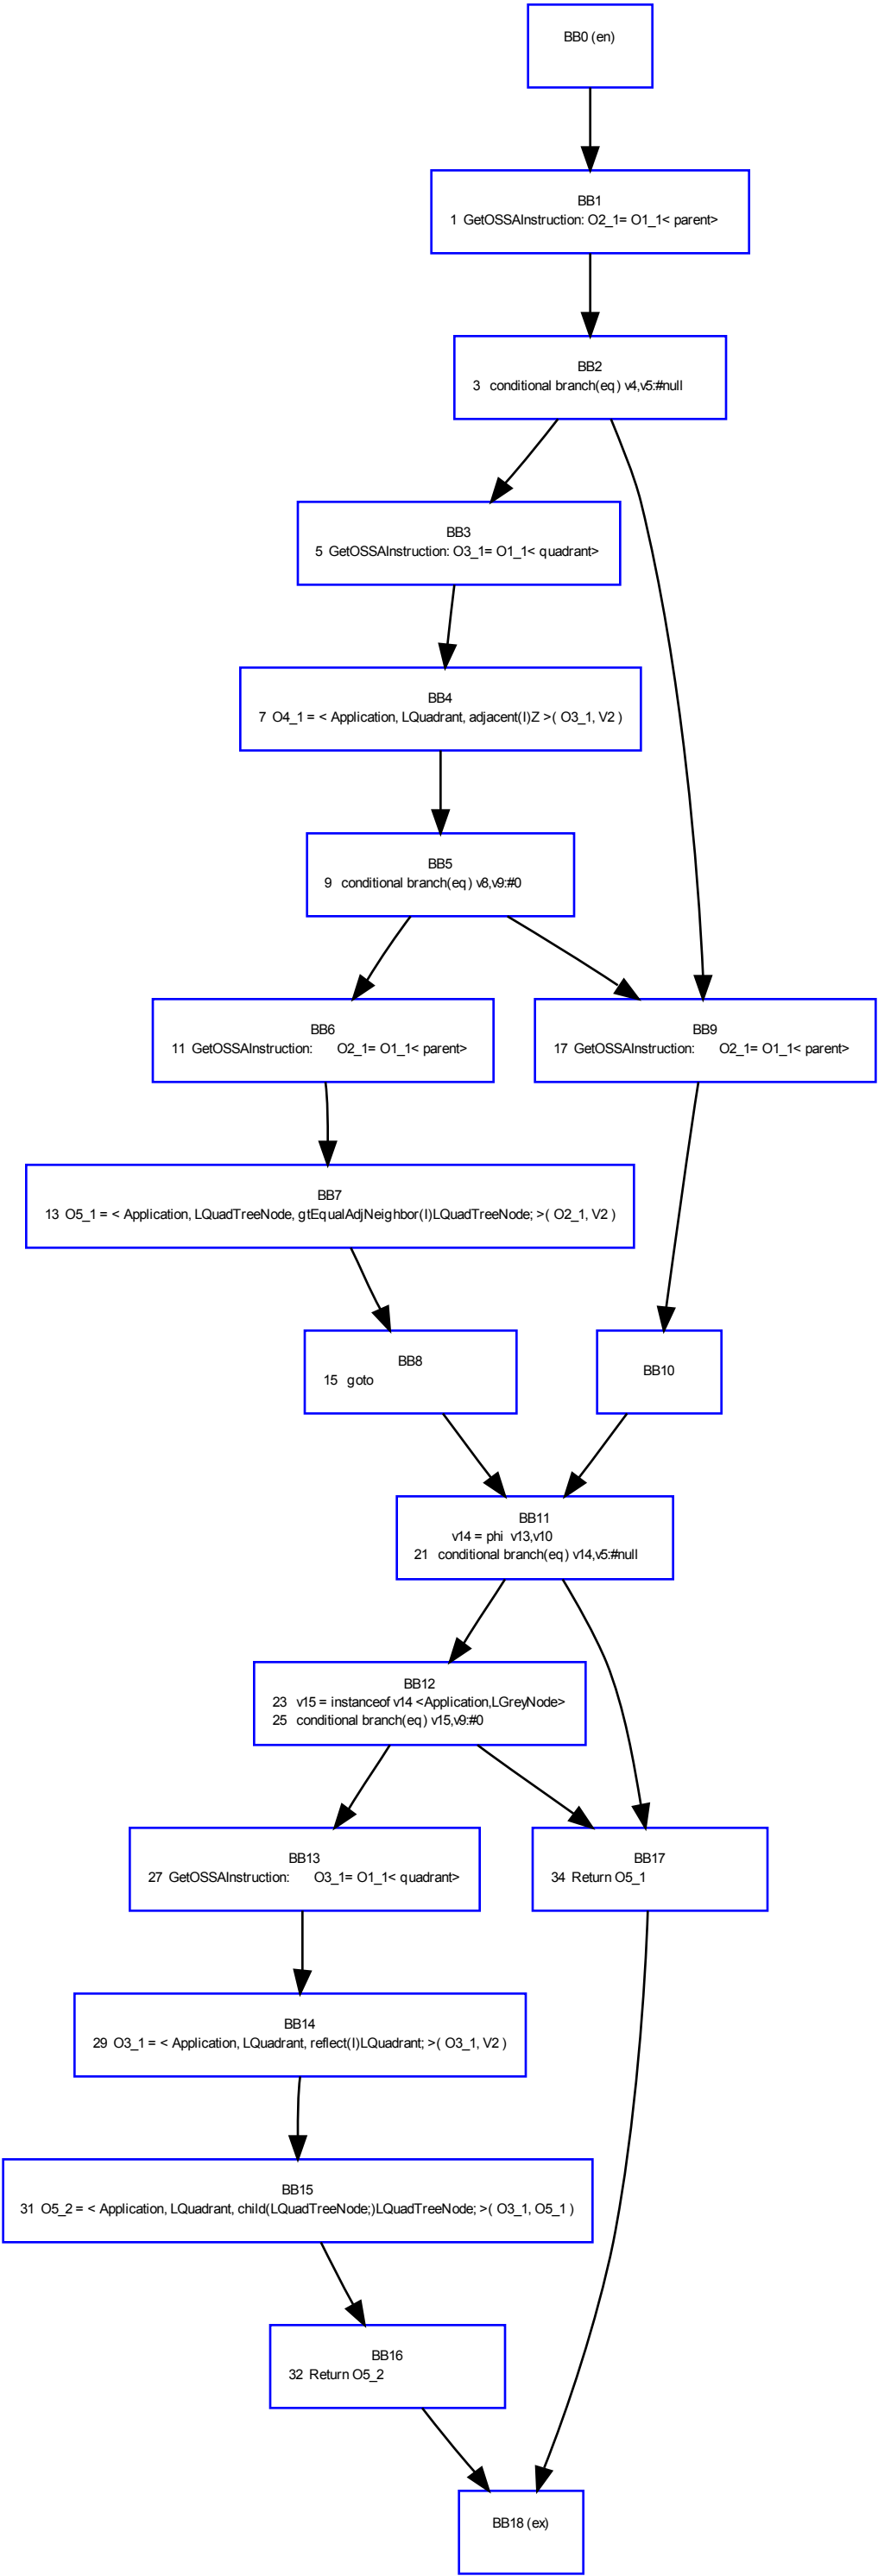 BB0 (en)
BB1
1 GetOSSAInstruction: O2_1= O1_1< parent>
BB2
3 conditional branch(eq) v4,v5:#null
BB3
5 GetOSSAInstruction: O3_1= O1_1< quadrant>
BB4
7 O4_1 = < Application, LQuadrant, adjacent(I)Z >( O3_1, V2 )
BB5
9 conditional branch(eq) v8,v9:#0
BB6
11 GetOSSAInstruction: O2_1= O1_1< parent>
BB9
17 GetOSSAInstruction: O2_1= O1_1< parent>
BB7
13 O5_1 = < Application, LQuadTreeNode, gtEqualAdjNeighbor(I)LQuadTreeNode; >( O2_1, V2 )
BB8
15 goto
BB10
BB11
v14 = phi v13,v10
21 conditional branch(eq) v14,v5:#null
BB12
23 v15 = instanceof v14 <Application,LGreyNode>
25 conditional branch(eq) v15,v9:#0
BB13
27 GetOSSAInstruction: O3_1= O1_1< quadrant>
BB17
34 Return O5_1
BB14
29 O3_1 = < Application, LQuadrant, reflect(I)LQuadrant; >( O3_1, V2 )
BB15
31 O5_2 = < Application, LQuadrant, child(LQuadTreeNode;)LQuadTreeNode; >( O3_1, O5_1 )
BB16
32 Return O5_2
BB18 (ex)